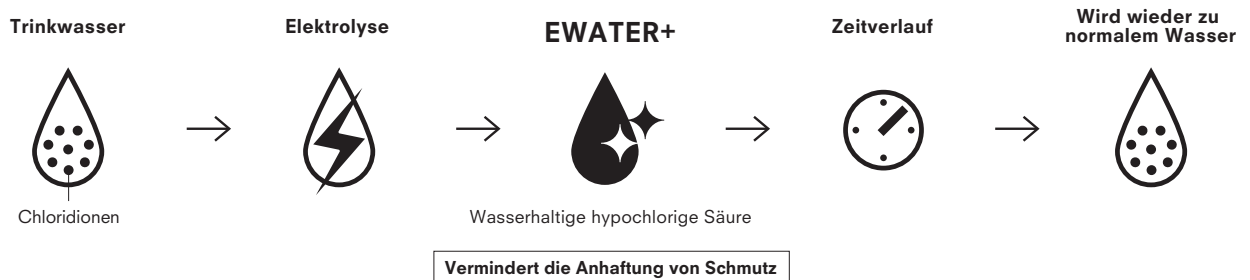 Trinkwasser
Elektrolyse
EWATER+
Zeitverlauf
Wird wieder zu
normalem Wasser
Chloridionen
Wasserhaltige hypochlorige Säure
Vermindert die Anhaftung von Schmutz